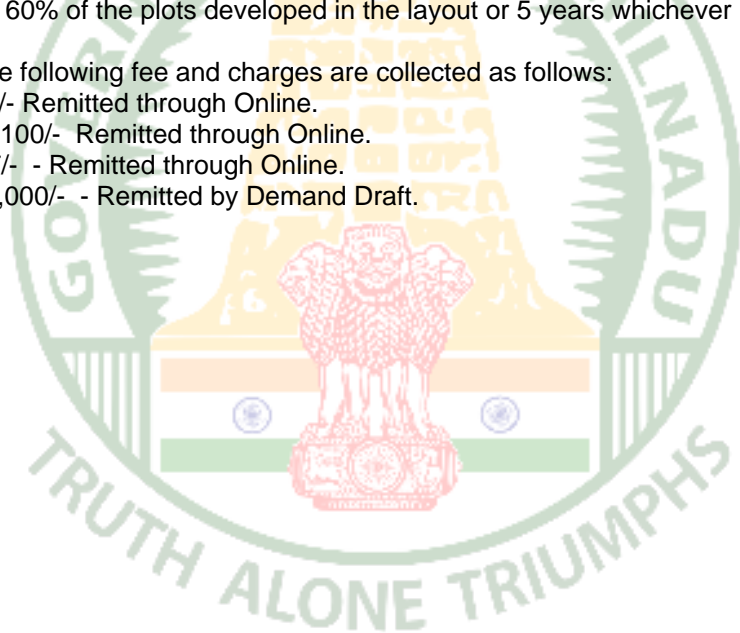 60% of the plots developed in the layout or 5 years whichever
e following fee and charges are collected as follows:
/- Remitted through Online.
100/- Remitted through Online.
/- - Remitted through Online.
,000/- - Remitted by Demand Draft.
NADU
TRUTH ALONE TRIUMPHS